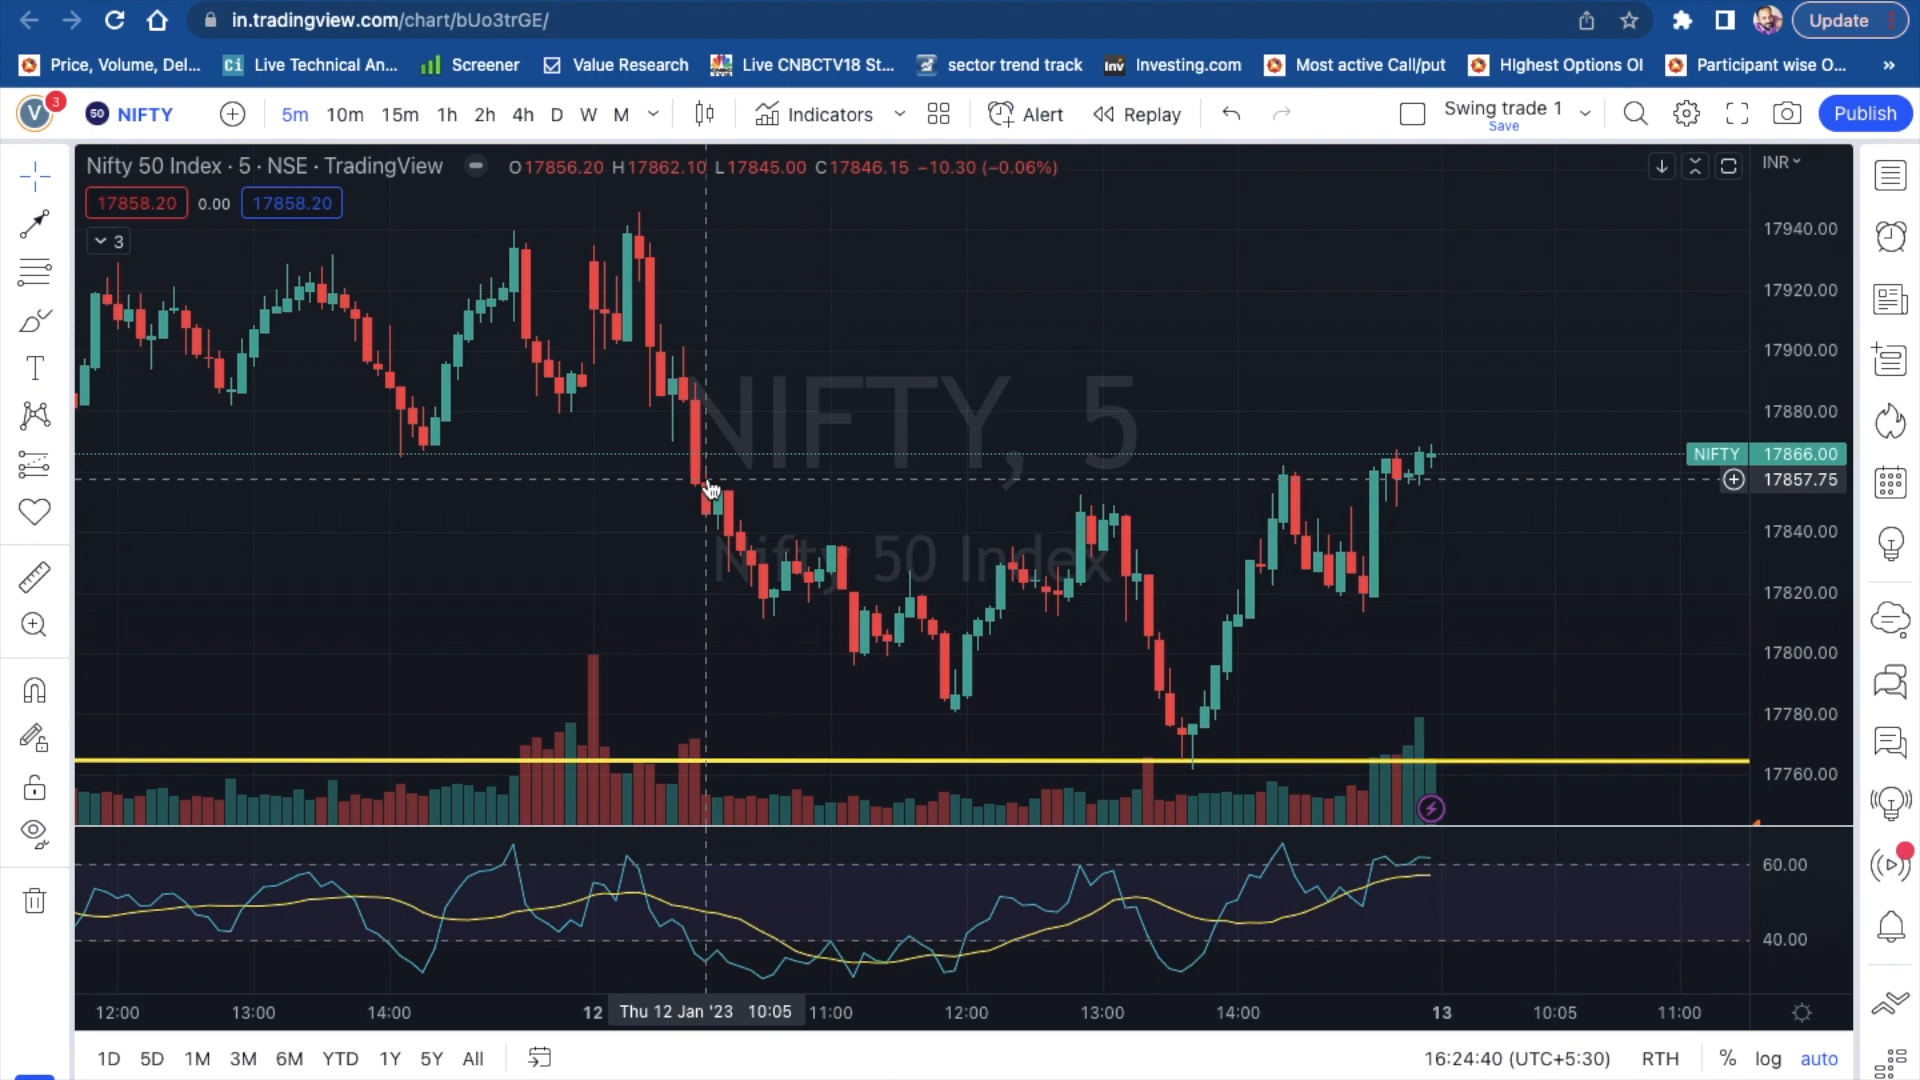 in.tradingview.com/chart/bUo3trGE/
Update
Price, Volume, Del...
Ci Live Technical An...
Screener
Value Research
Live CNBCTV18 St...
sector trend track
Inv Investing.com
Most active Call/put
HIghest Options OI
Participant wise O...
»
V 3
50 NIFTY
5m 10m 15m 1h 2h 4h D W M
Indicators
Alert
Replay
Swing trade 1
Save
Publish
Nifty 50 Index · 5 · NSE · TradingView
O17856.20 H17862.10 L17845.00 C17846.15 −10.30 (−0.06%)
INR
17858.20 0.00 17858.20
3
NIFTY, 5
Nifty 50 Index
17940.00
17920.00
17900.00
17880.00
NIFTY 17866.00
17857.75
17840.00
17820.00
17800.00
17780.00
17760.00
60.00
40.00
12:00 13:00 14:00 12 Thu 12 Jan '23 10:05 11:00 12:00 13:00 14:00 13 10:05 11:00
1D 5D 1M 3M 6M YTD 1Y 5Y All
16:24:40 (UTC+5:30) RTH % log auto